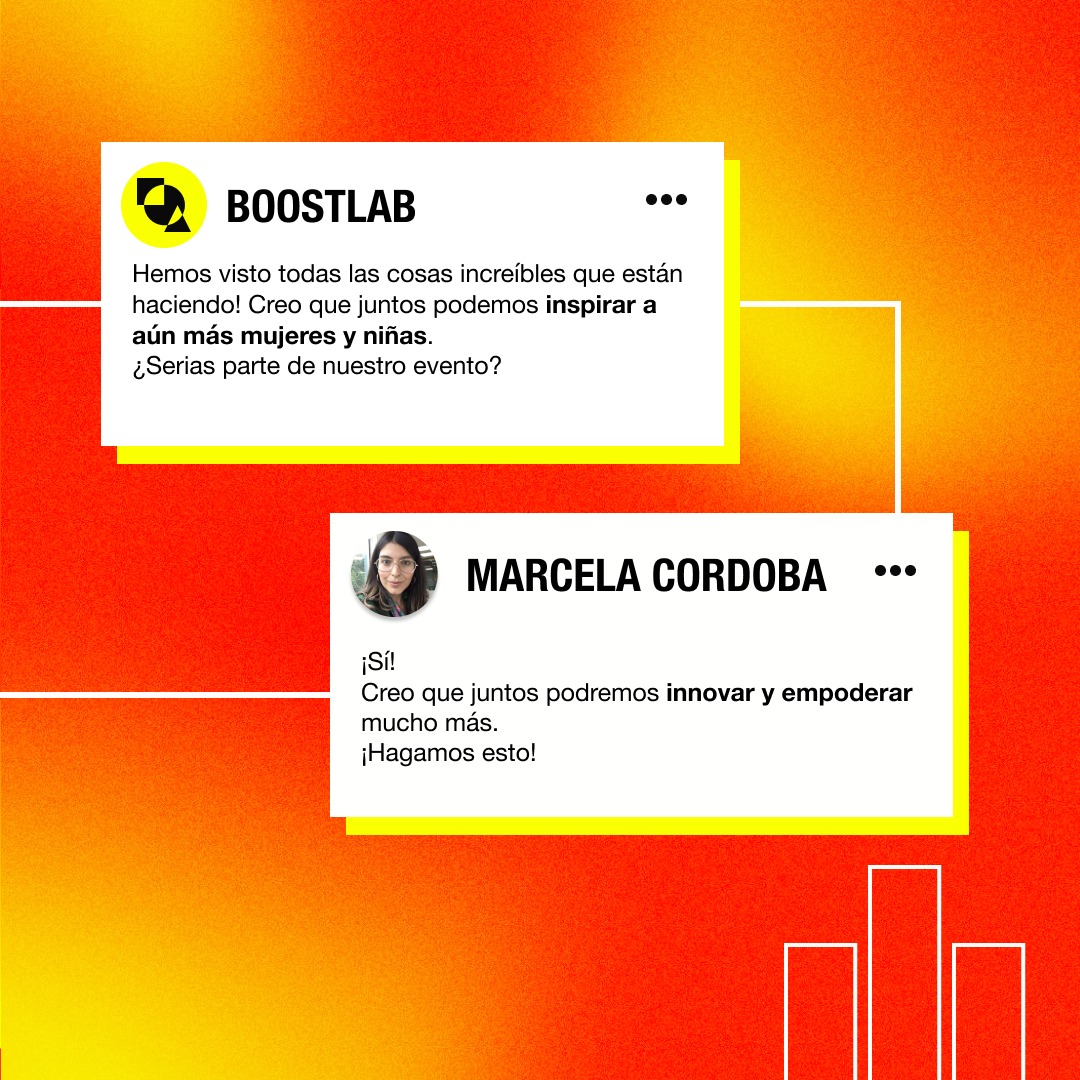 BOOSTLAB
Hemos visto todas las cosas increíbles que están
haciendo! Creo que juntos podemos inspirar a
aún más mujeres y niñas.
¿Serias parte de nuestro evento?
MARCELA CORDOBA
¡Sí!
Creo que juntos podremos innovar y empoderar
mucho más.
¡Hagamos esto!